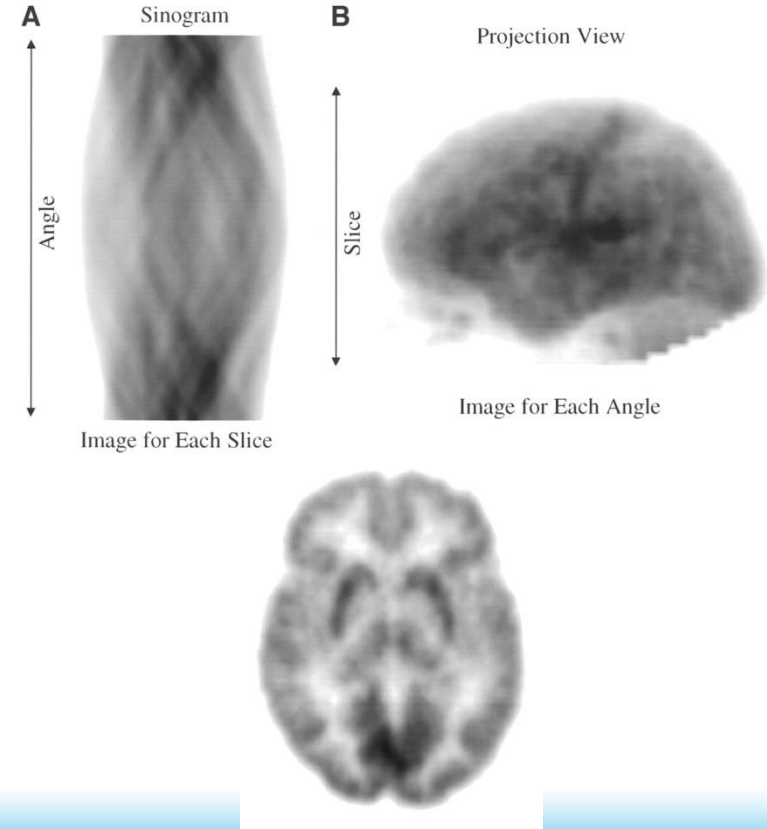 A
Sinogram
Angle
Image for Each Slice
B
Projection View
Slice
Image for Each Angle